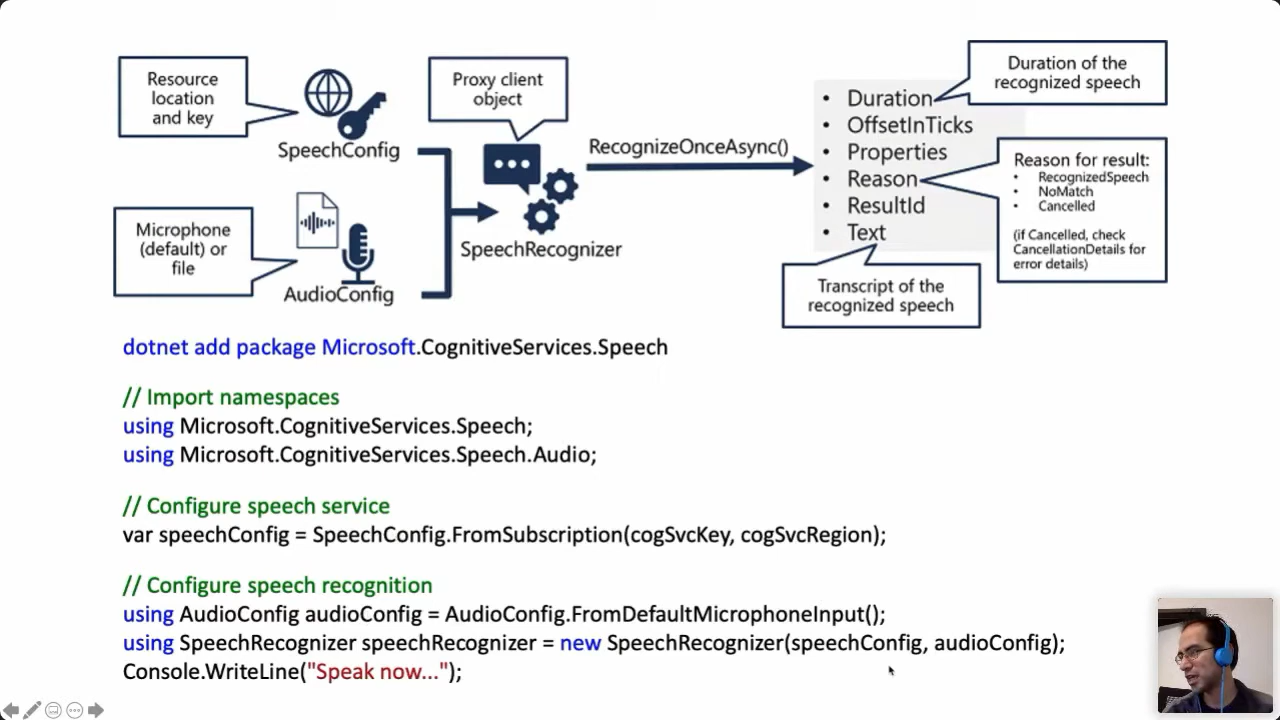 Resource
location
and key
SpeechConfig
Proxy client
object
RecognizeOnceAsync()
Duration of the
recognized speech
• Duration
• OffsetInTicks
• Properties
• Reason
• ResultId
• Text
Reason for result:
• RecognizedSpeech
• NoMatch
• Cancelled
(if Cancelled, check
CancellationDetails for
error details)
Microphone
(default) or
file
AudioConfig
SpeechRecognizer
Transcript of the
recognized speech
dotnet add package Microsoft.CognitiveServices.Speech
// Import namespaces
using Microsoft.CognitiveServices.Speech;
using Microsoft.CognitiveServices.Speech.Audio;
// Configure speech service
var speechConfig = SpeechConfig.FromSubscription(cogSvcKey, cogSvcRegion);
// Configure speech recognition
using AudioConfig audioConfig = AudioConfig.FromDefaultMicrophoneInput();
using SpeechRecognizer speechRecognizer = new SpeechRecognizer(speechConfig, audioConfig);
Console.WriteLine("Speak now...");